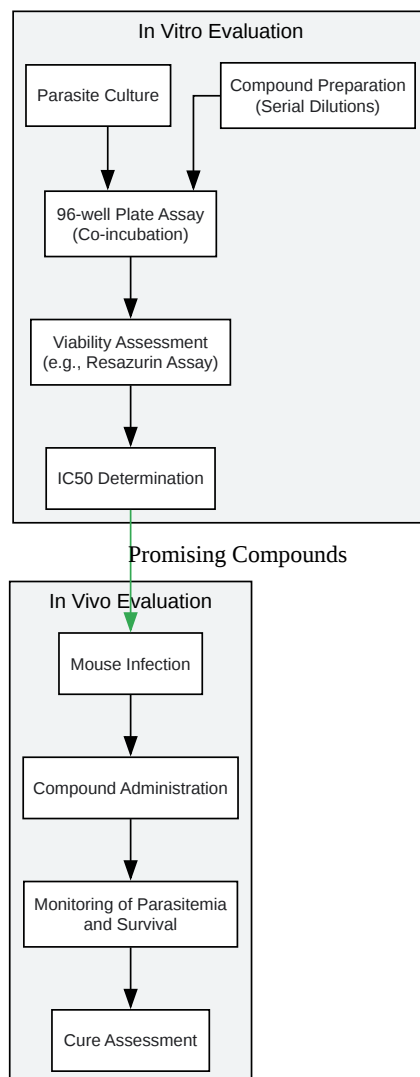 In Vitro Evaluation
Parasite Culture
Compound Preparation
(Serial Dilutions)
96-well Plate Assay
(Co-incubation)
Viability Assessment
(e.g., Resazurin Assay)
IC50 Determination
Promising Compounds
In Vivo Evaluation
Mouse Infection
Compound Administration
Monitoring of Parasitemia
and Survival
Cure Assessment